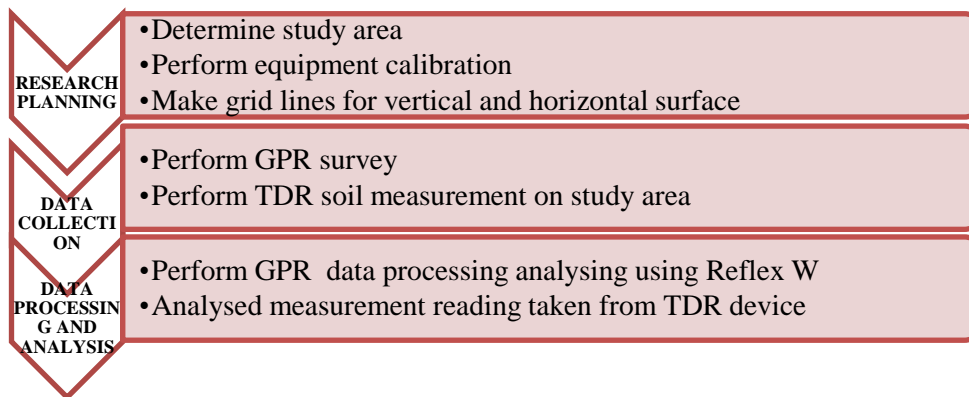 RESEARCH
PLANNING
•Determine study area
•Perform equipment calibration
•Make grid lines for vertical and horizontal surface
DATA
COLLECTI
ON
•Perform GPR survey
•Perform TDR soil measurement on study area
DATA
PROCESSIN
G AND
ANALYSIS
•Perform GPR  data processing analysing using Reflex W
•Analysed measurement reading taken from TDR device